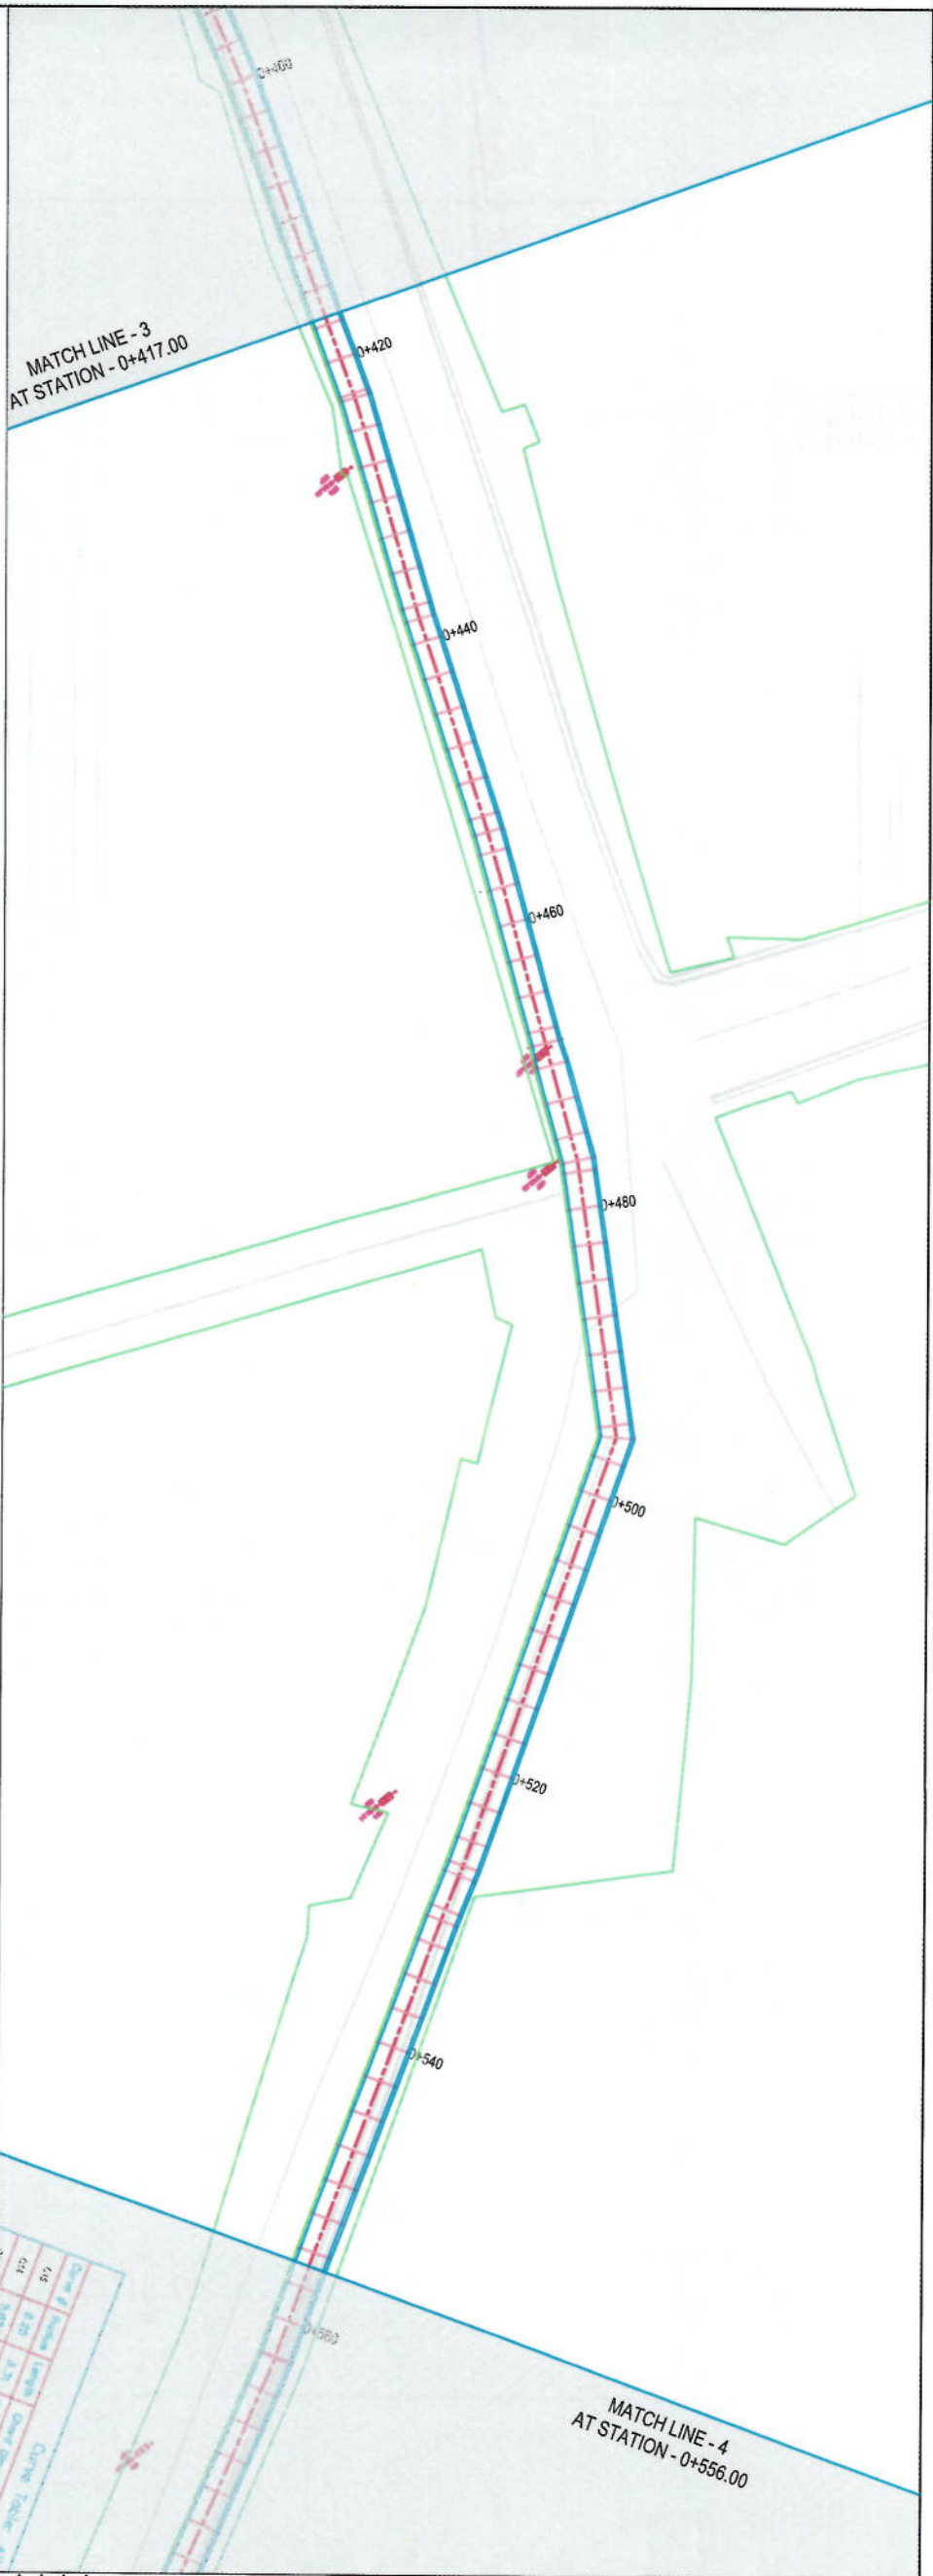 0+400
MATCH LINE - 3
AT STATION - 0+417.00
0+420
0+440
0+460
0+480
0+500
0+520
0+540
0+560
MATCH LINE - 4
AT STATION - 0+556.00
Curve Table
Length